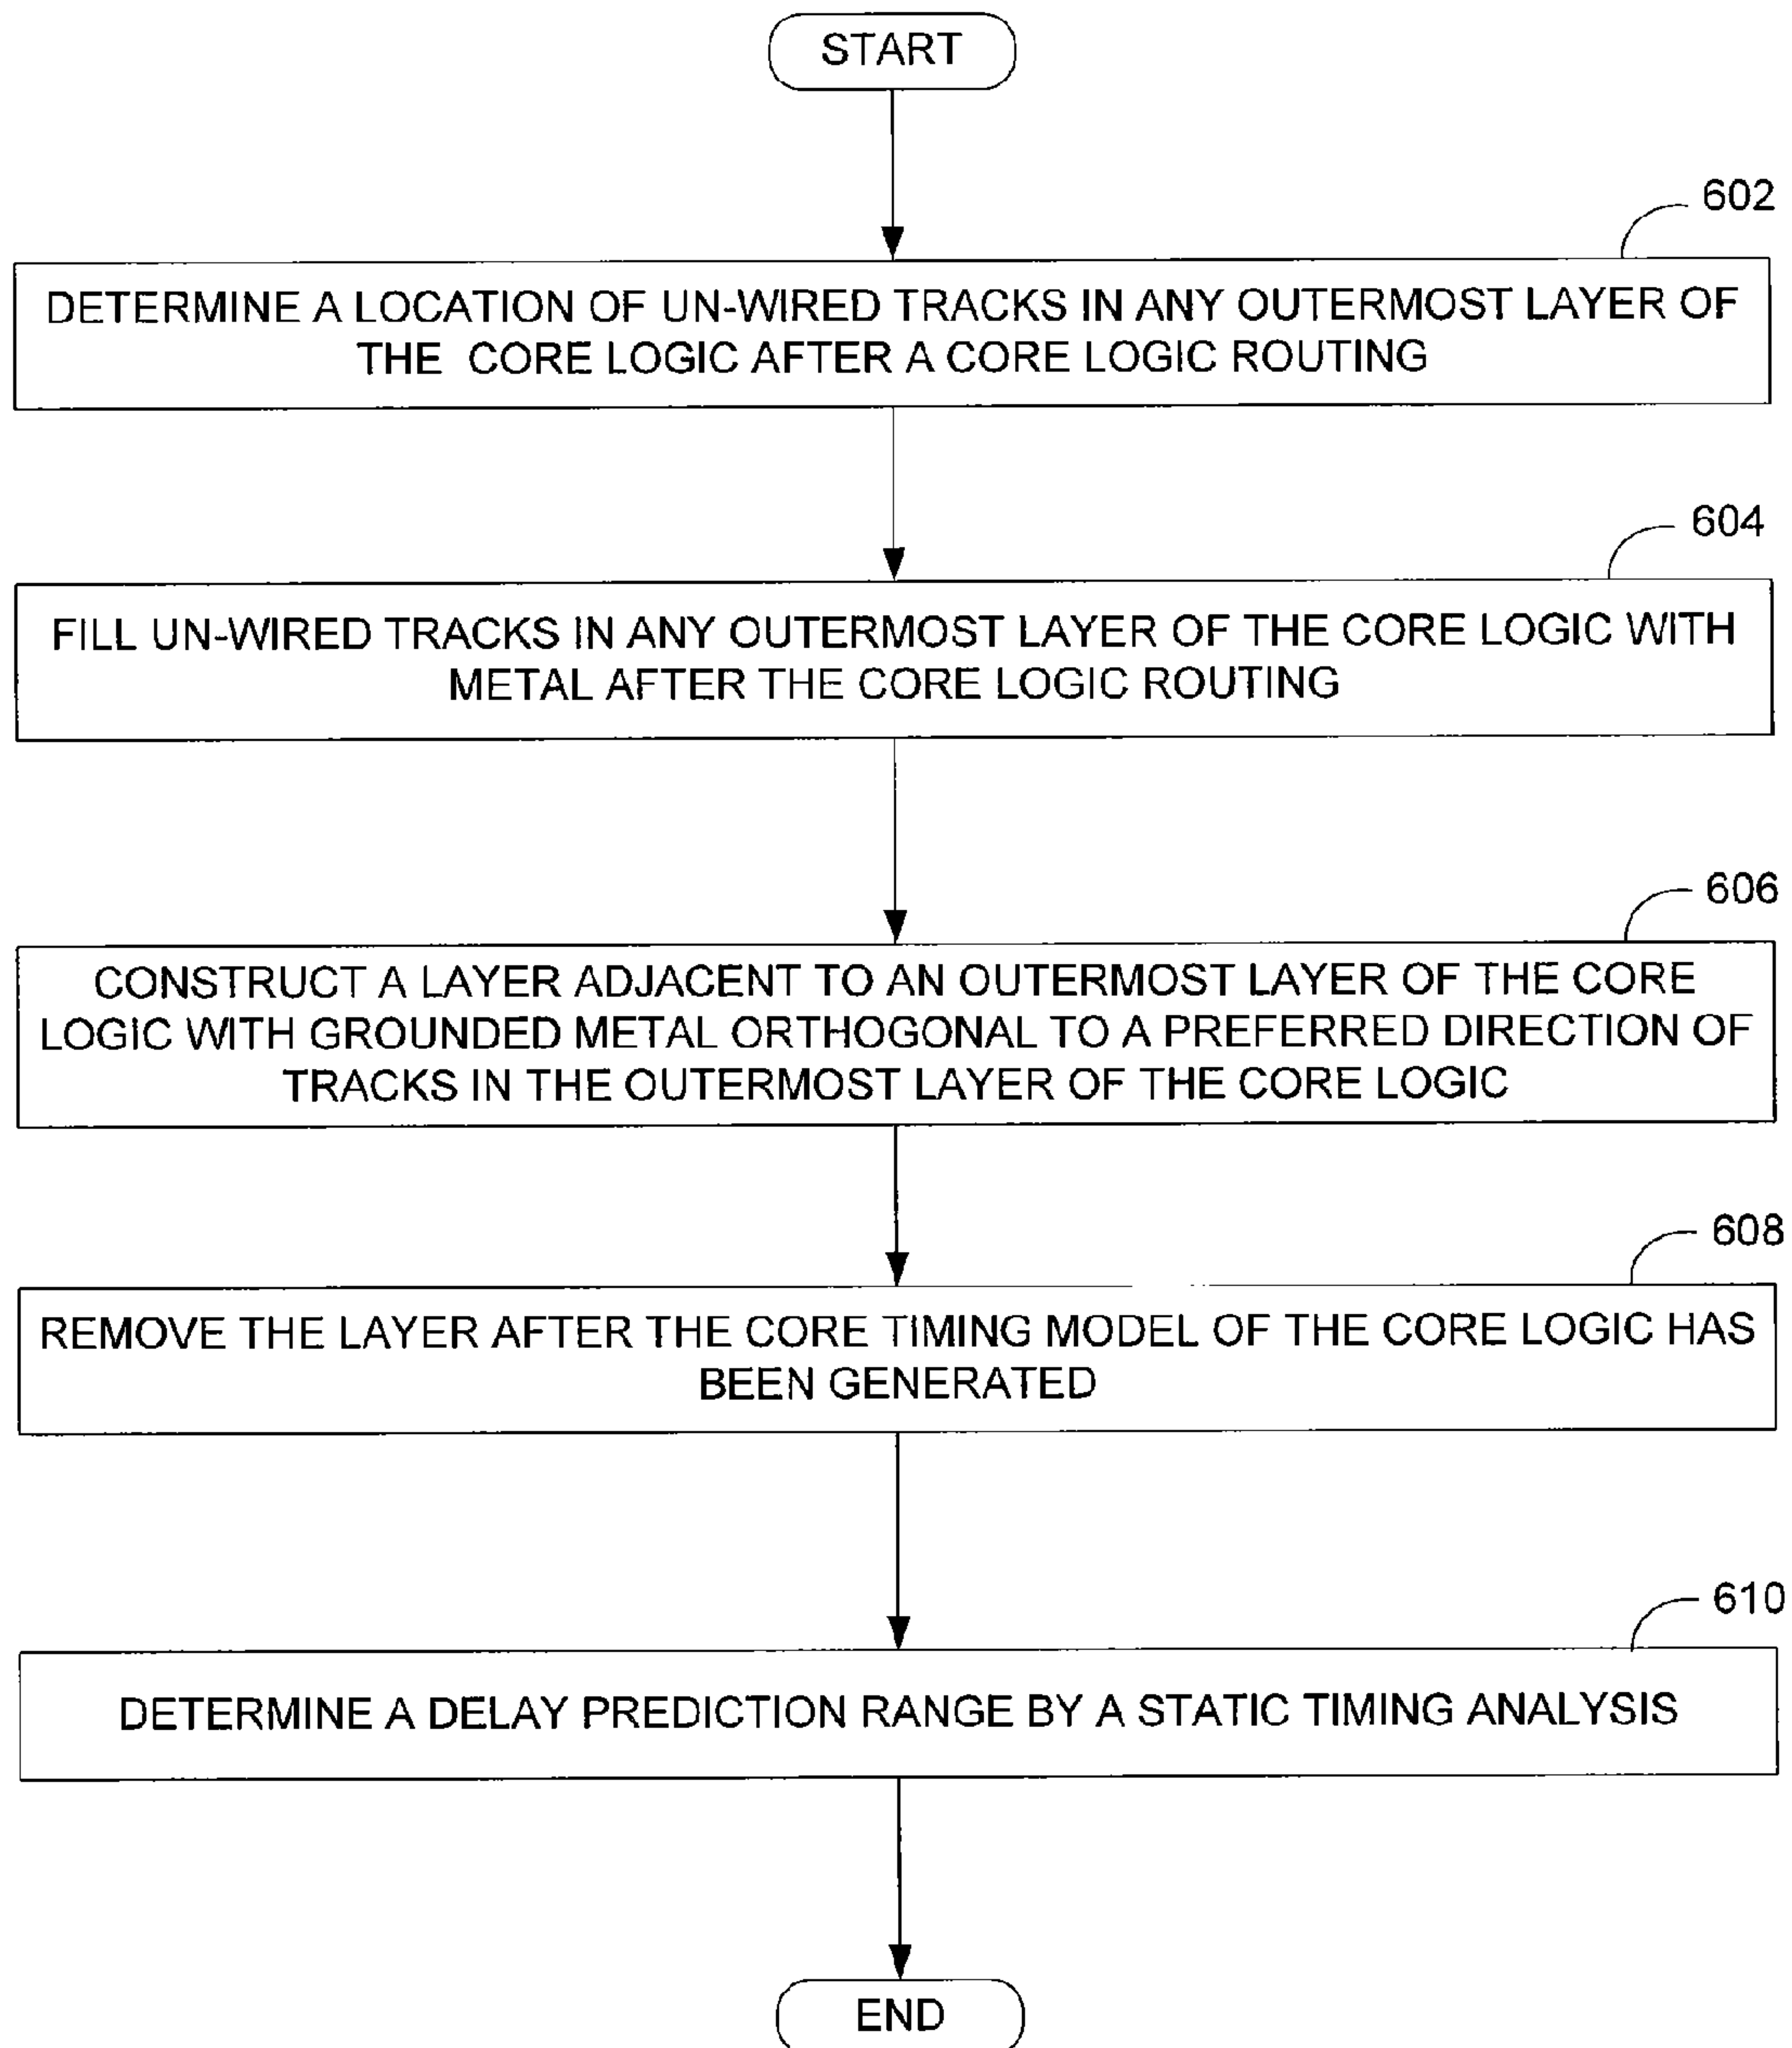 START
602
DETERMINE A LOCATION OF UN-WIRED TRACKS IN ANY OUTERMOST LAYER OF
THE CORE LOGIC AFTER A CORE LOGIC ROUTING
604
FILL UN-WIRED TRACKS IN ANY OUTERMOST LAYER OF THE CORE LOGIC WITH
METAL AFTER THE CORE LOGIC ROUTING
606
CONSTRUCT A LAYER ADJACENT TO AN OUTERMOST LAYER OF THE CORE
LOGIC WITH GROUNDED METAL ORTHOGONAL TO A PREFERRED DIRECTION OF
TRACKS IN THE OUTERMOST LAYER OF THE CORE LOGIC
608
REMOVE THE LAYER AFTER THE CORE TIMING MODEL OF THE CORE LOGIC HAS
BEEN GENERATED
610
DETERMINE A DELAY PREDICTION RANGE BY A STATIC TIMING ANALYSIS
END